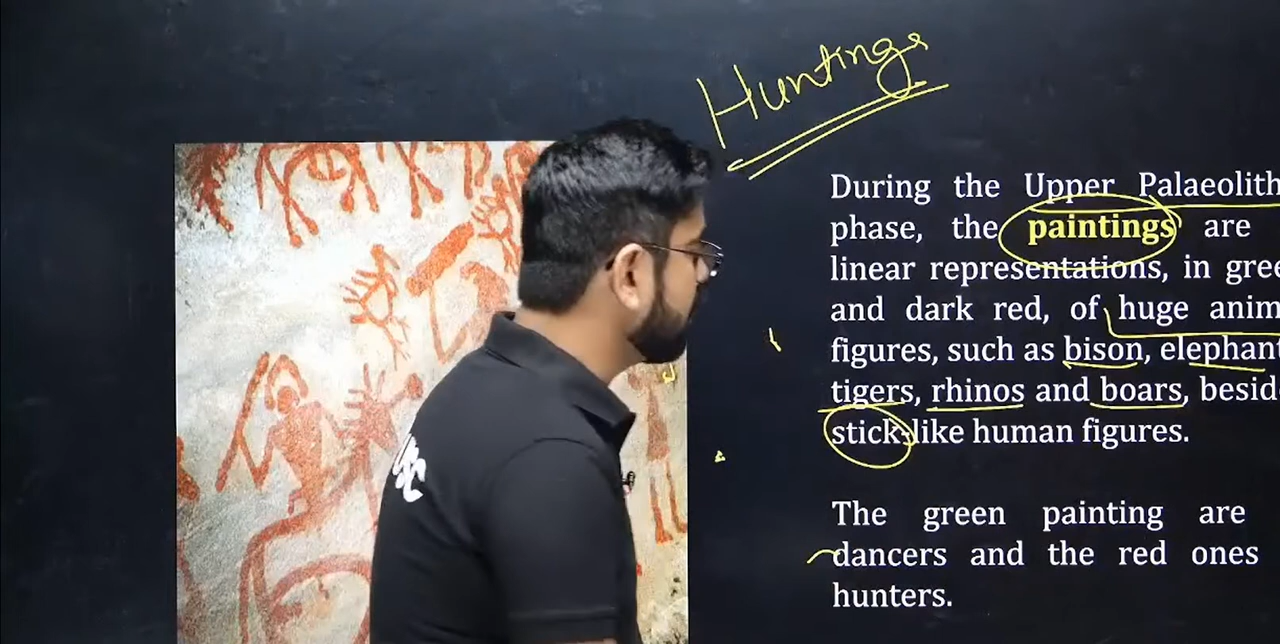 Huntings
During the Upper Palaeolith
phase, the paintings are
linear representations, in gree
and dark red, of huge anim
figures, such as bison, elephant
tigers, rhinos and boars, besid
stick-like human figures.
The green painting are
dancers and the red ones
hunters.